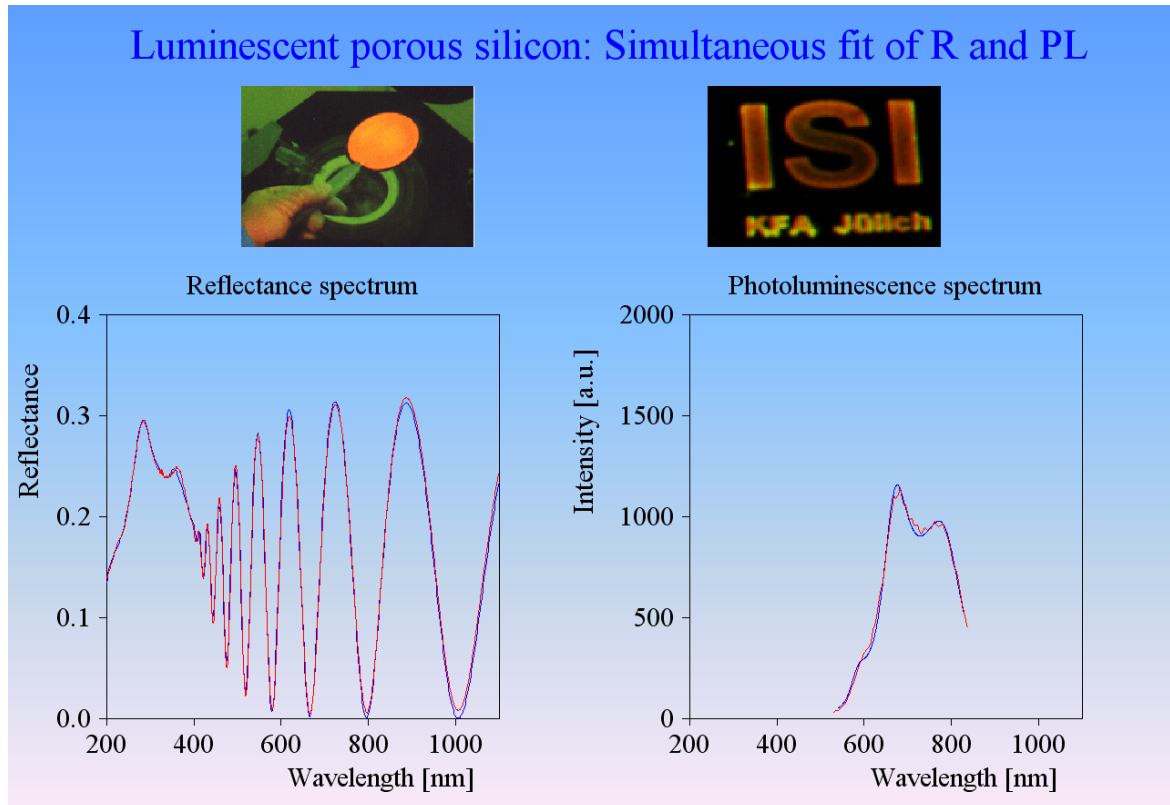 Luminescent porous silicon: Simultaneous fit of R and PL
ISI
KFA Jülich
Reflectance spectrum
Photoluminescence spectrum
Reflectance
0.4
0.3
0.2
0.1
0.0
200
400
600
800
1000
Wavelength [nm]
Intensity [a.u.]
2000
1500
1000
500
0
200
400
600
800
1000
Wavelength [nm]